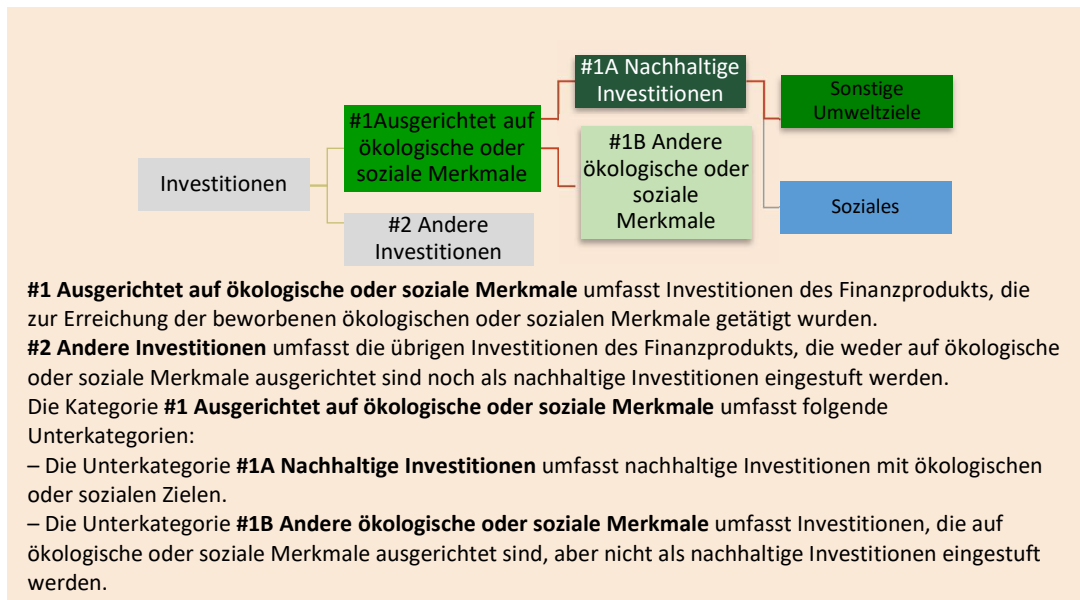 #1A Nachhaltige
Investitionen
Sonstige
Umweltziele
#1Ausgerichtet auf
ökologische oder
soziale Merkmale
#1B Andere
ökologische oder
soziale
Merkmale
Investitionen
Soziales
#2 Andere
Investitionen
#1 Ausgerichtet auf ökologische oder soziale Merkmale umfasst Investitionen des Finanzprodukts, die
zur Erreichung der beworbenen ökologischen oder sozialen Merkmale getätigt wurden.
#2 Andere Investitionen umfasst die übrigen Investitionen des Finanzprodukts, die weder auf ökologische
oder soziale Merkmale ausgerichtet sind noch als nachhaltige Investitionen eingestuft werden.
Die Kategorie #1 Ausgerichtet auf ökologische oder soziale Merkmale umfasst folgende
Unterkategorien:
– Die Unterkategorie #1A Nachhaltige Investitionen umfasst nachhaltige Investitionen mit ökologischen
oder sozialen Zielen.
– Die Unterkategorie #1B Andere ökologische oder soziale Merkmale umfasst Investitionen, die auf
ökologische oder soziale Merkmale ausgerichtet sind, aber nicht als nachhaltige Investitionen eingestuft
werden.